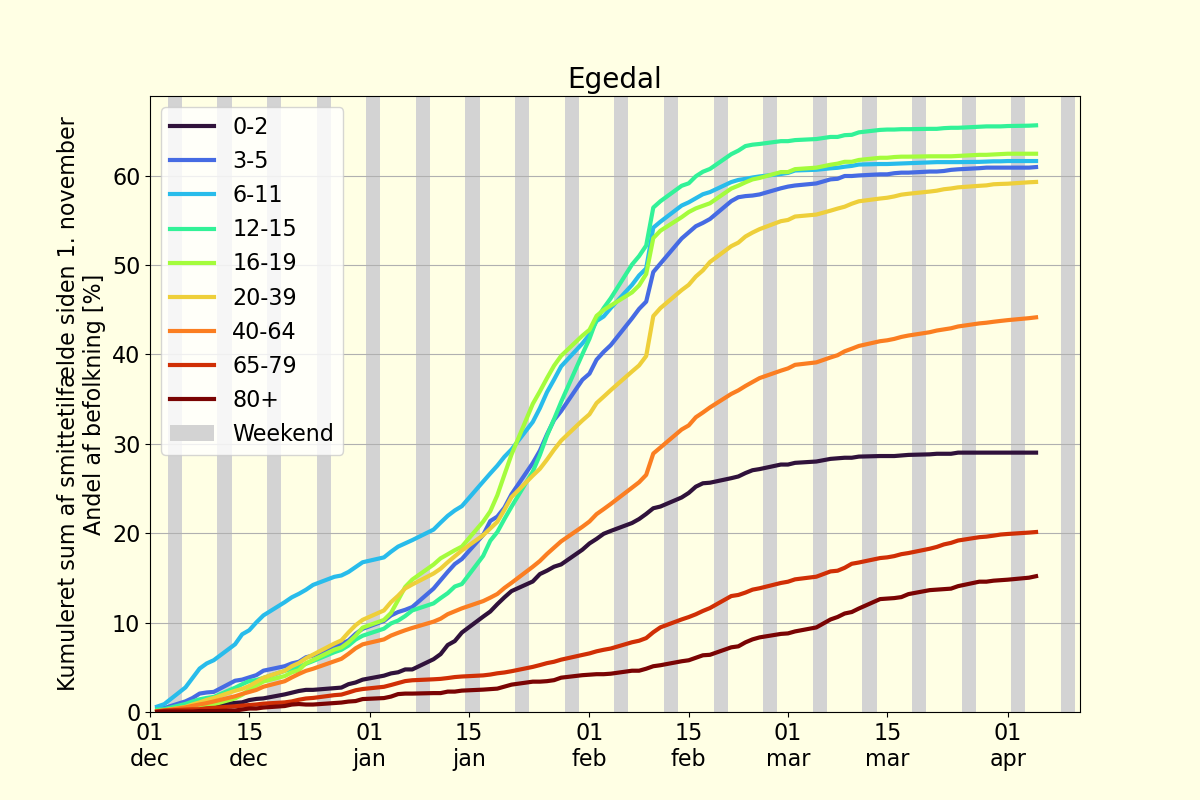 Egedal
Kumuleret sum af smittetilfælde siden 1. november
Andel af befolkning [%]
0-2
3-5
6-11
12-15
16-19
20-39
40-64
65-79
80+
Weekend
60
50
40
30
20
10
0
01 15 01 15 01 15 01 15 01
dec dec jan jan feb feb mar mar apr